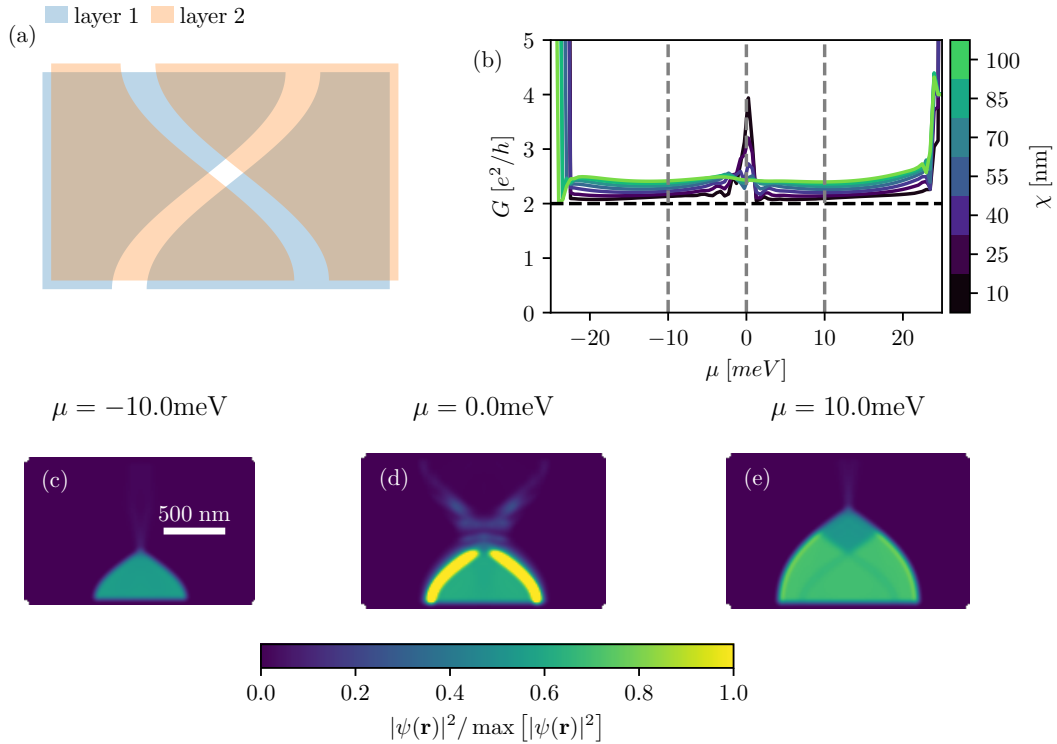 layer 1 layer 2
(a)
(b)
5
4
3
2
1
0
G [e²/h]
−20 −10 0 10 20
μ [meV]
100
85
70
55
40
25
10
χ [nm]
μ = −10.0meV μ = 0.0meV μ = 10.0meV
(c) (d) (e)
500 nm
0.0 0.2 0.4 0.6 0.8 1.0
|ψ(r)|²/ max [|ψ(r)|²]